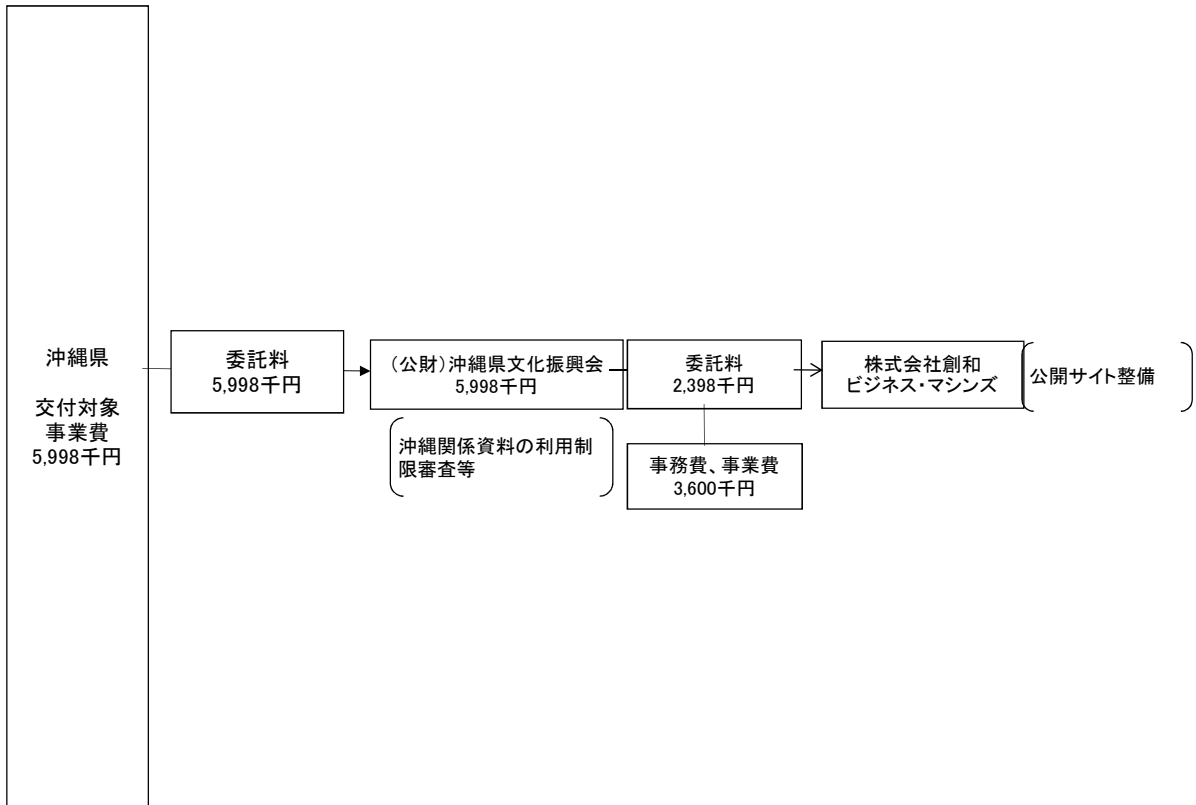 沖縄県
交付対象
事業費
5,998千円
委託料
5,998千円
（公財）沖縄県文化振興会
5,998千円
沖縄関係資料の利用制
限審査等
委託料
2,398千円
事務費、事業費
3,600千円
株式会社創和
ビジネス・マシンズ
公開サイト整備